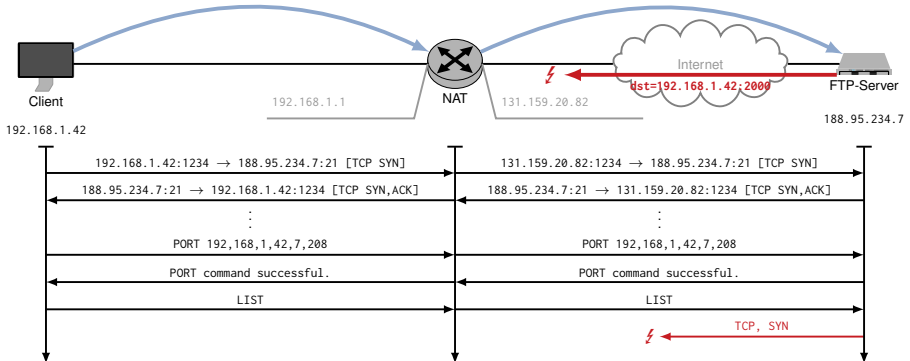 Internet
dst=192.168.1.42:2000
Client
NAT
FTP-Server
192.168.1.1
131.159.20.82
192.168.1.42
188.95.234.7
192.168.1.42:1234 → 188.95.234.7:21 [TCP SYN]
131.159.20.82:1234 → 188.95.234.7:21 [TCP SYN]
188.95.234.7:21 → 192.168.1.42:1234 [TCP SYN,ACK]
188.95.234.7:21 → 131.159.20.82:1234 [TCP SYN,ACK]
PORT 192,168,1,42,7,208
PORT 192,168,1,42,7,208
PORT command successful.
PORT command successful.
LIST
LIST
TCP, SYN